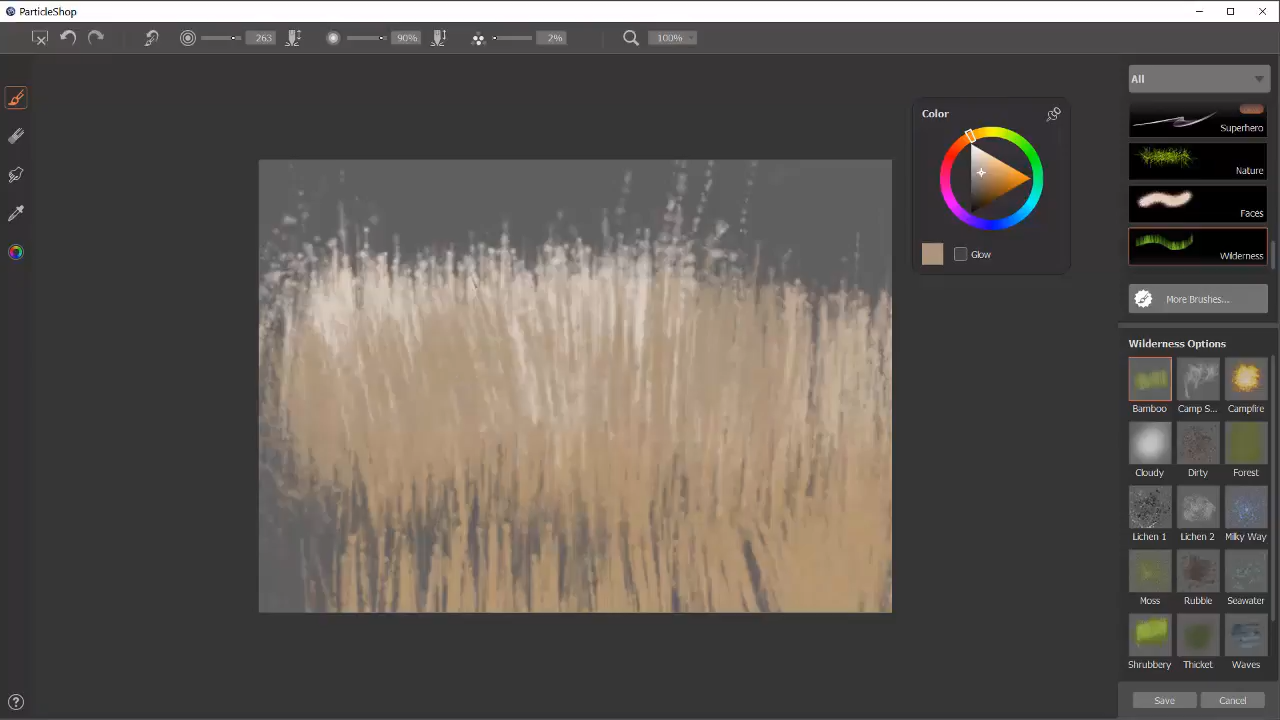 ParticleShop
263
90%
2%
100%
All
Color
Superhero
Nature
Faces
Glow
Wilderness
More Brushes...
Wilderness Options
Bamboo
Camp S...
Campfire
Cloudy
Dirty
Forest
Lichen 1
Lichen 2
Milky Way
Moss
Rubble
Seawater
Shrubbery
Thicket
Waves
Save
Cancel